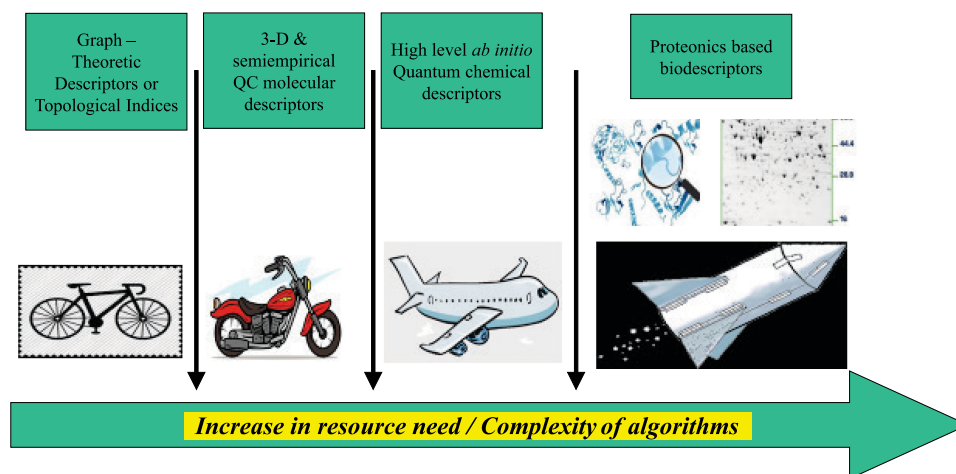 Graph –
Theoretic
Descriptors or
Topological Indices
3-D &
semiempirical
QC molecular
descriptors
High level ab initio
Quantum chemical
descriptors
Proteonics based
biodescriptors
44.4
28.0
16
Increase in resource need / Complexity of algorithms